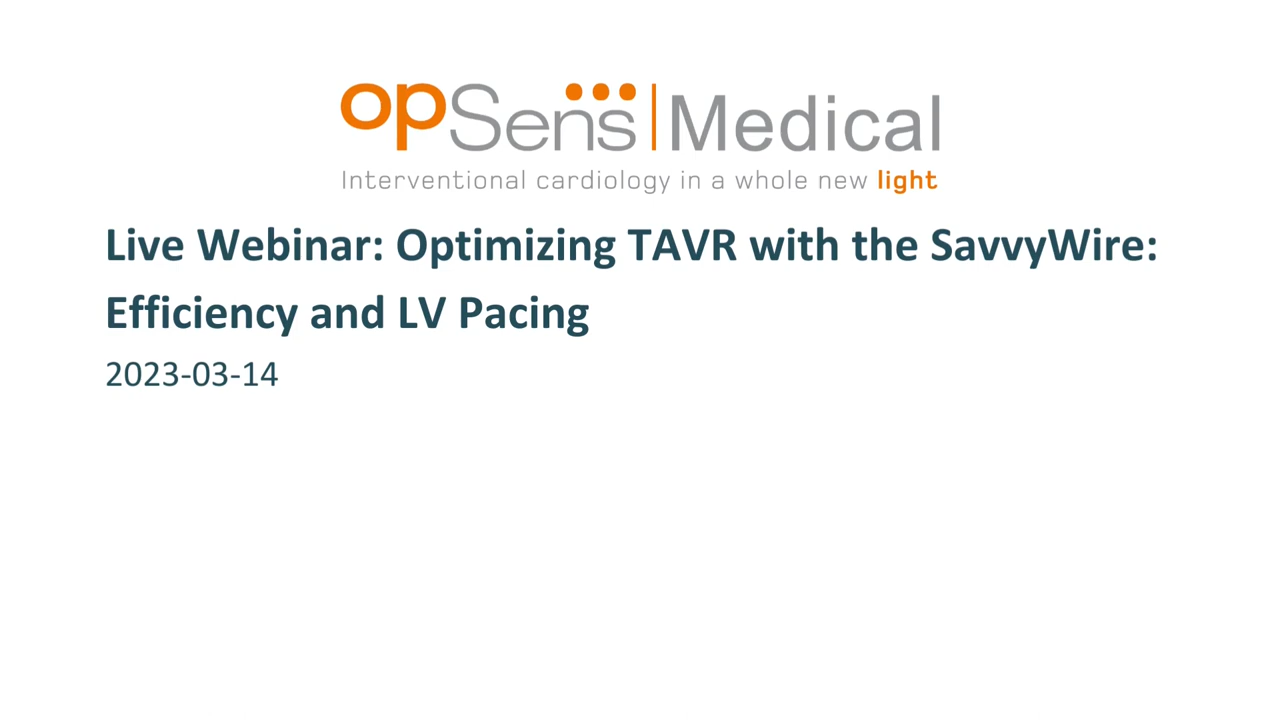 opSens | Medical
Interventional cardiology in a whole new light
Live Webinar: Optimizing TAVR with the SavvyWire:
Efficiency and LV Pacing
2023-03-14